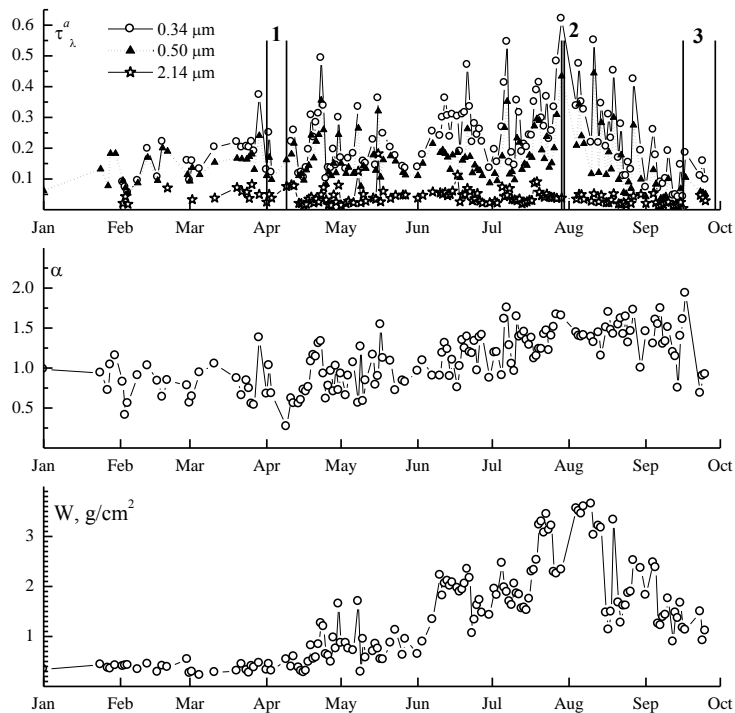 0.6
0.5
0.4
0.3
0.2
0.1
τaλ
0.34 μm
0.50 μm
2.14 μm
1
2
3
Jan Feb Mar Apr May Jun Jul Aug Sep Oct
α
2.0
1.5
1.0
0.5
Jan Feb Mar Apr May Jun Jul Aug Sep Oct
W, g/cm2
3
2
1
Jan Feb Mar Apr May Jun Jul Aug Sep Oct